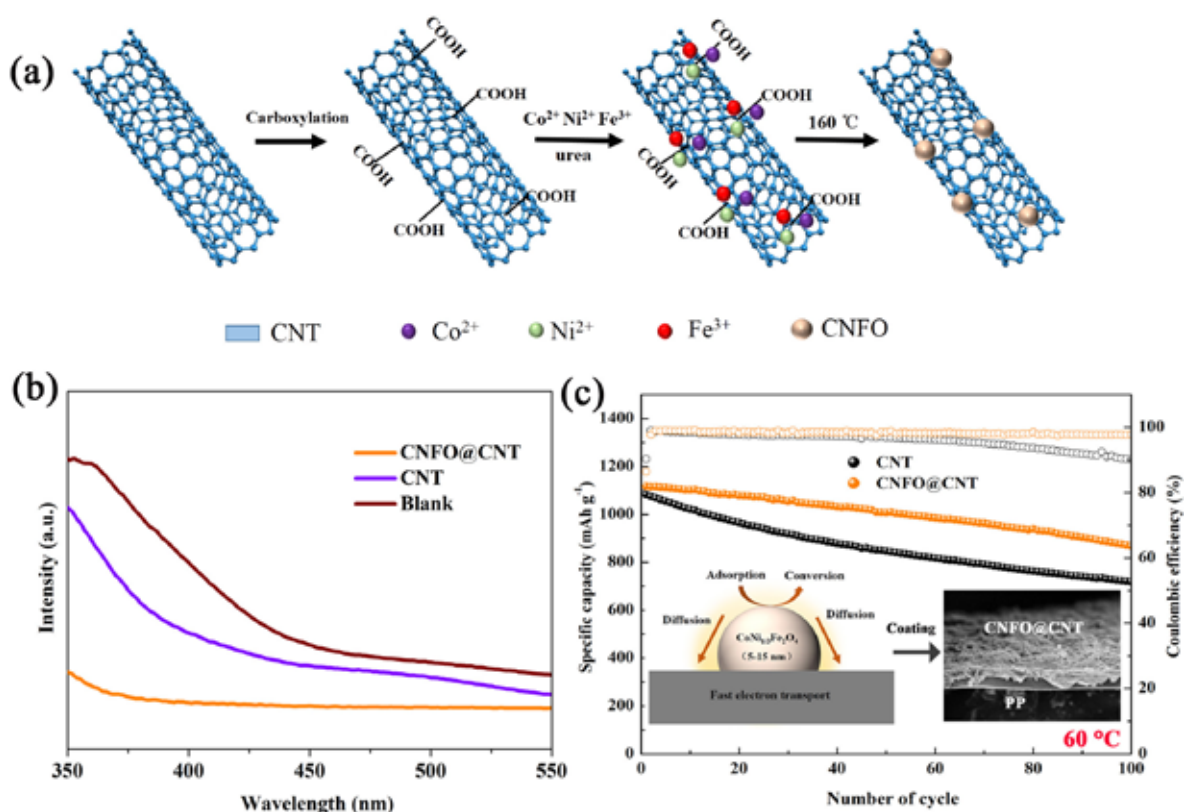 (a)
COOH
COOH
COOH
COOH
COOH
Carboxylation
Co²⁺ Ni²⁺ Fe³⁺
urea
COOH
COOH
COOH
COOH
COOH
160 ℃
CNT
Co²⁺
Ni²⁺
Fe³⁺
CNFO
(b)
CNFO@CNT
CNT
Blank
Intensity (a.u.)
350 400 450 500 550
Wavelength (nm)
(c)
1400
1200
1000
800
600
400
200
0
Specific capacity (mAh g⁻¹)
CNT
CNFO@CNT
Adsorption
Conversion
Diffusion
Diffusion
(5-15 nm)
Fast electron transport
Coating
CNFO@CNT
PP
60 °C
100
80
60
40
20
0
Coulombic efficiency (%)
0 20 40 60 80 100
Number of cycle